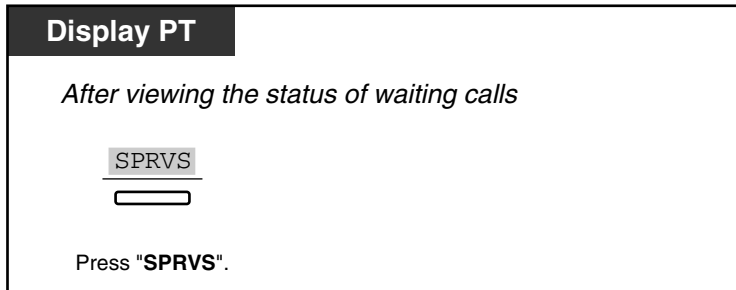 Display PT
After viewing the status of waiting calls
SPRVS
Press "SPRVS".